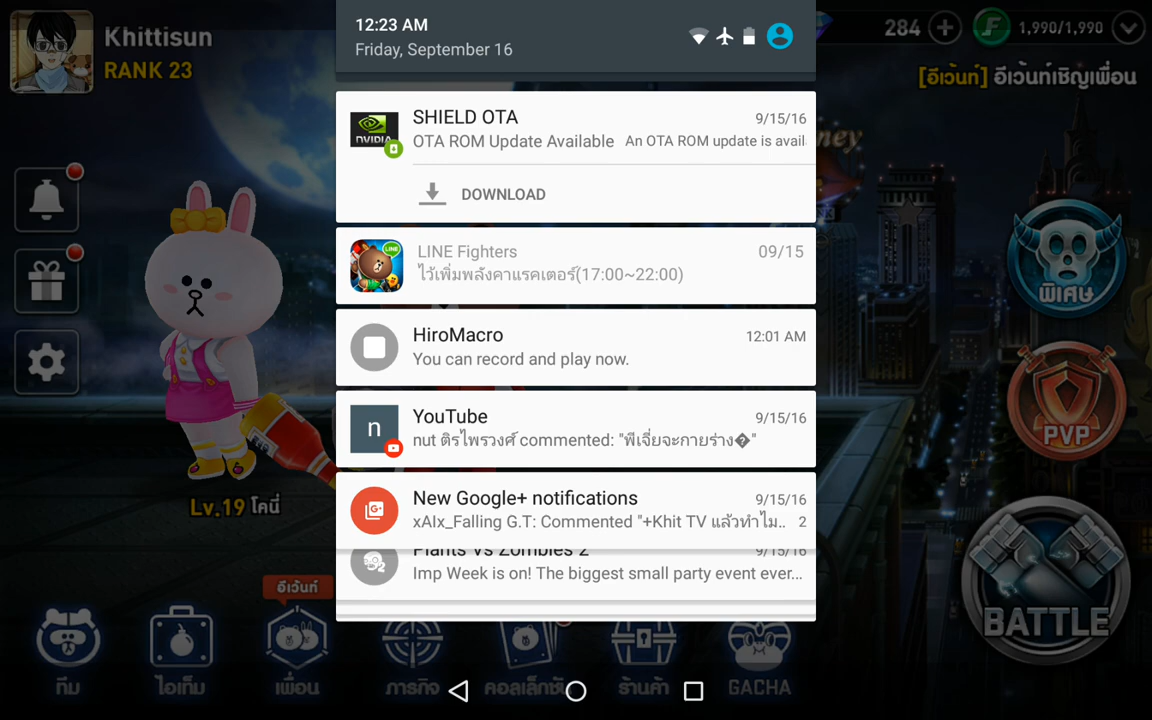 12:23 AM
Friday, September 16
Khittisun
RANK 23
284
F
1,990/1,990
[อีเว้นท์] อีเว้นท์เชิญเพื่อน
NVIDIA
SHIELD OTA
9/15/16
OTA ROM Update Available An OTA ROM update is avail
DOWNLOAD
LINE
LINE Fighters
09/15
ไว้เพิ่มพลังคาแรคเตอร์(17:00~22:00)
HiroMacro
12:01 AM
You can record and play now.
n
YouTube
9/15/16
nut ติรไพรวงศ์ commented: "พี่เจี่ยจะกายร่าง�"
G+
New Google+ notifications
9/15/16
xAlx_Falling G.T: Commented "+Khit TV แล้วทำไม..
2
Plants Vs Zombies 2
9/15/16
Imp Week is on! The biggest small party event ever...
พิเศษ
PVP
BATTLE
Lv.19 โคนี่
อีเว้นท์
ทีม
ไอเท็ม
เพื่อน
ภารกิจ
คอลเล็กชั
ร้านค้า
GACHA